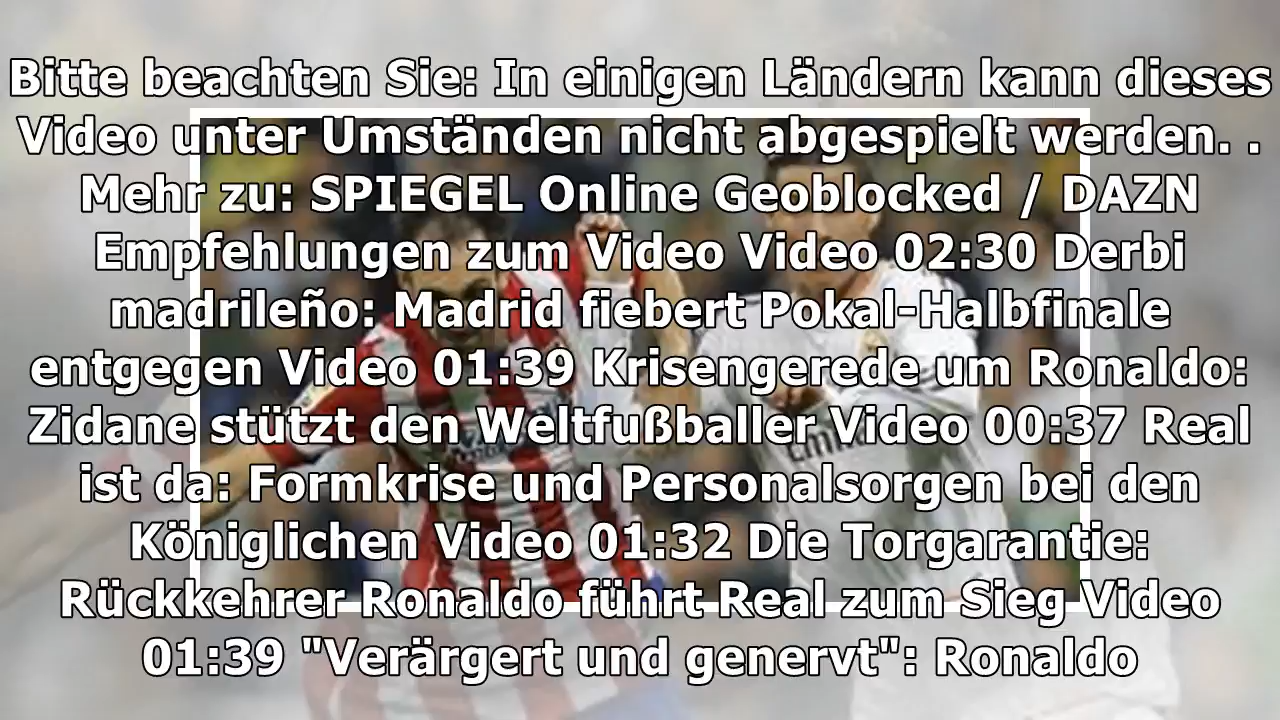 Bitte beachten Sie: In einigen Ländern kann dieses
Video unter Umständen nicht abgespielt werden. .
Mehr zu: SPIEGEL Online Geoblocked / DAZN
Empfehlungen zum Video Video 02:30 Derbi
madrileño: Madrid fiebert Pokal-Halbfinale
entgegen Video 01:39 Krisengerede um Ronaldo:
Zidane stützt den Weltfußballer Video 00:37 Real
ist da: Formkrise und Personalsorgen bei den
Königlichen Video 01:32 Die Torgarantie:
Rückkehrer Ronaldo führt Real zum Sieg Video
01:39 "Verärgert und genervt": Ronaldo